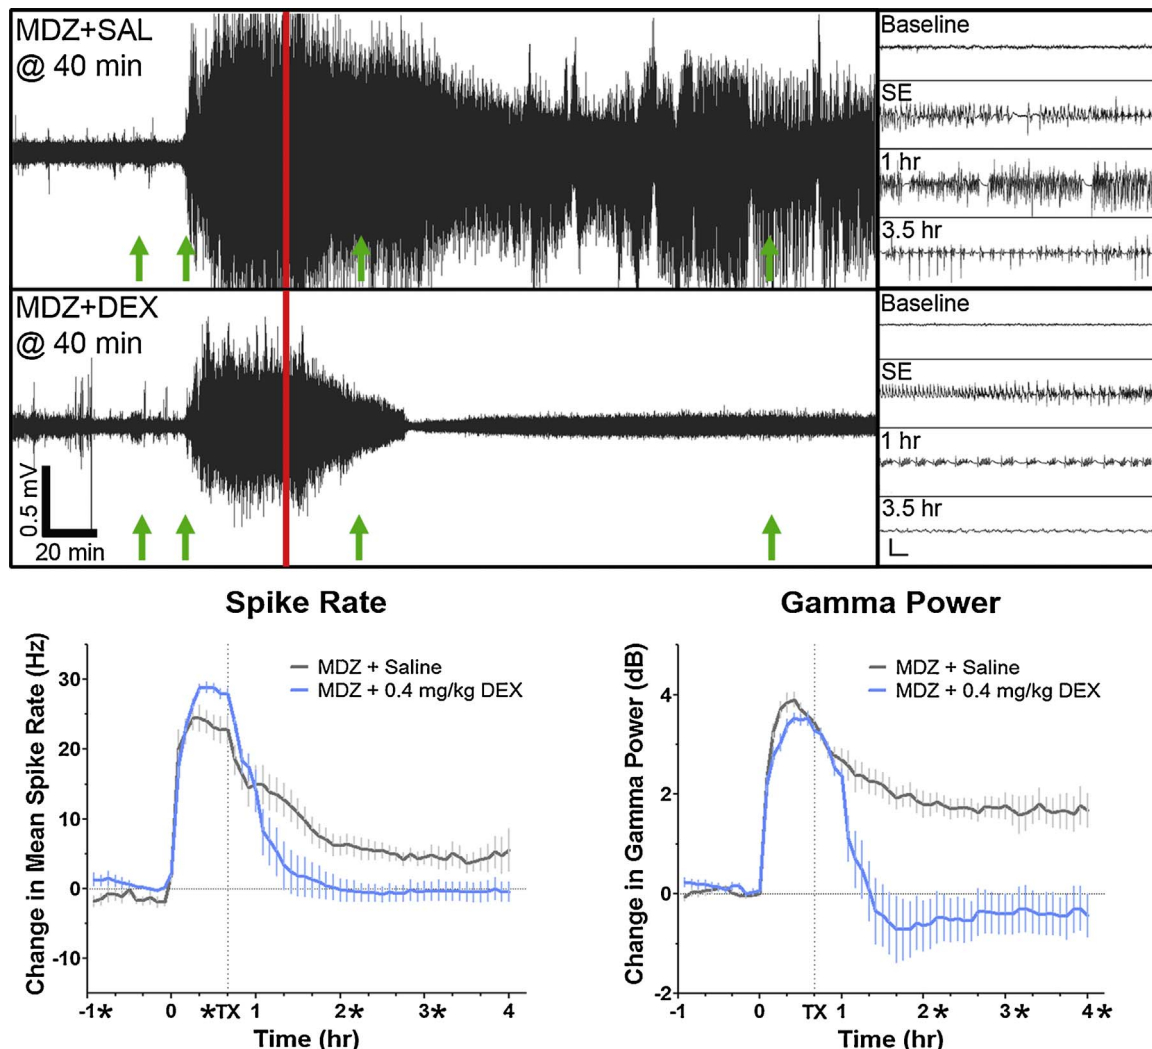 MDZ+SAL
@ 40 min
Baseline
SE
1 hr
3.5 hr
MDZ+DEX
@ 40 min
0.5 mV
20 min
Baseline
SE
1 hr
3.5 hr
Spike Rate
Change in Mean Spike Rate (Hz)
30
20
10
0
-10
MDZ + Saline
MDZ + 0.4 mg/kg DEX
-1* 0 *TX 1 2* 3* 4
Time (hr)
Gamma Power
Change in Gamma Power (dB)
4
2
0
-2
MDZ + Saline
MDZ + 0.4 mg/kg DEX
-1 0 TX 1 2* 3* 4*
Time (hr)